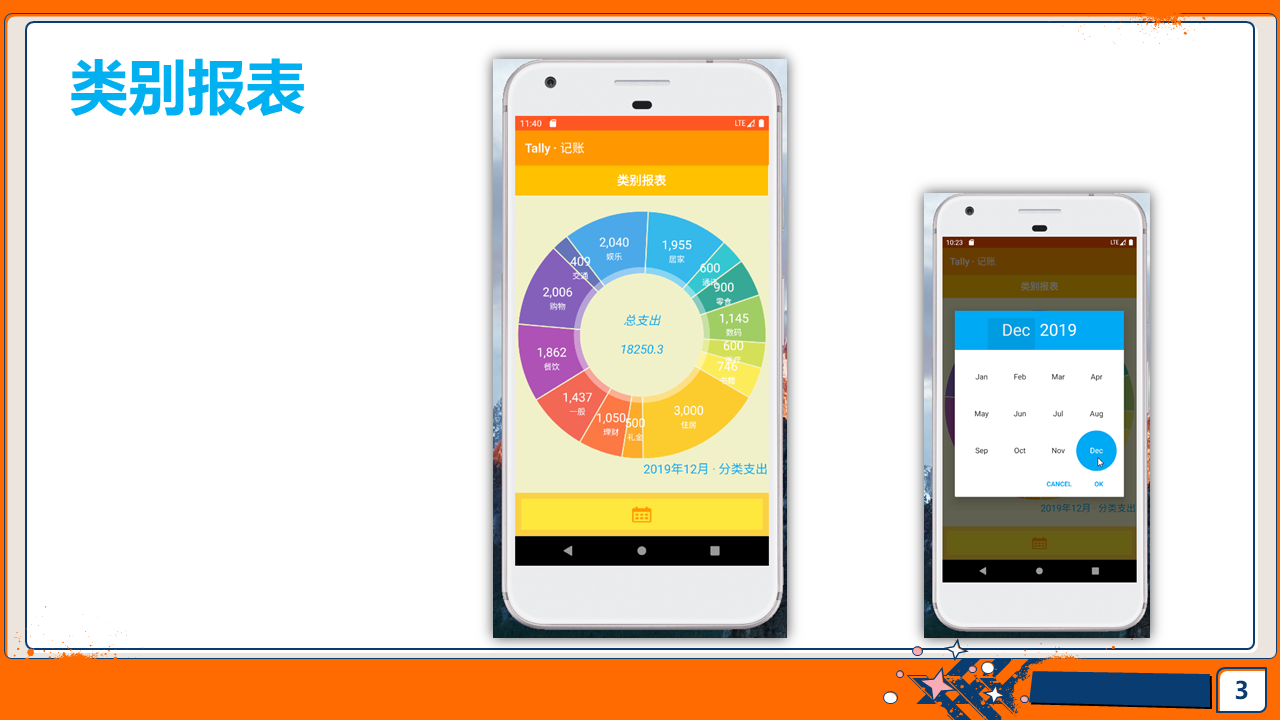 类别报表
11:40
LTE
Tally · 记账
类别报表
2,040
娱乐
1,955
居家
409
交通
600
通讯
2,006
购物
900
零食
1,145
数码
总支出
18250.3
1,862
餐饮
600
746
书籍
1,437
一般
1,050
理财
500
礼金
3,000
住房
2019年12月 · 分类支出
10:23
LTE
Tally · 记账
类别报表
Dec 2019
Jan Feb Mar Apr
May Jun Jul Aug
Sep Oct Nov Dec
CANCEL OK
2019年12月 · 分类支出
3